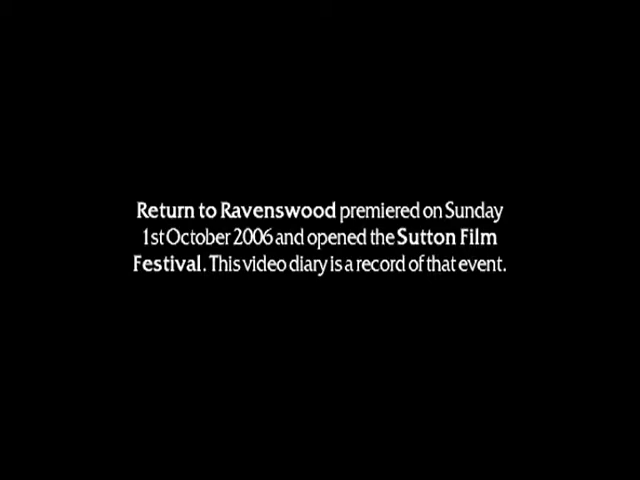 Return to Ravenswood premiered on Sunday
1st October 2006 and opened the Sutton Film
Festival. This video diary is a record of that event.